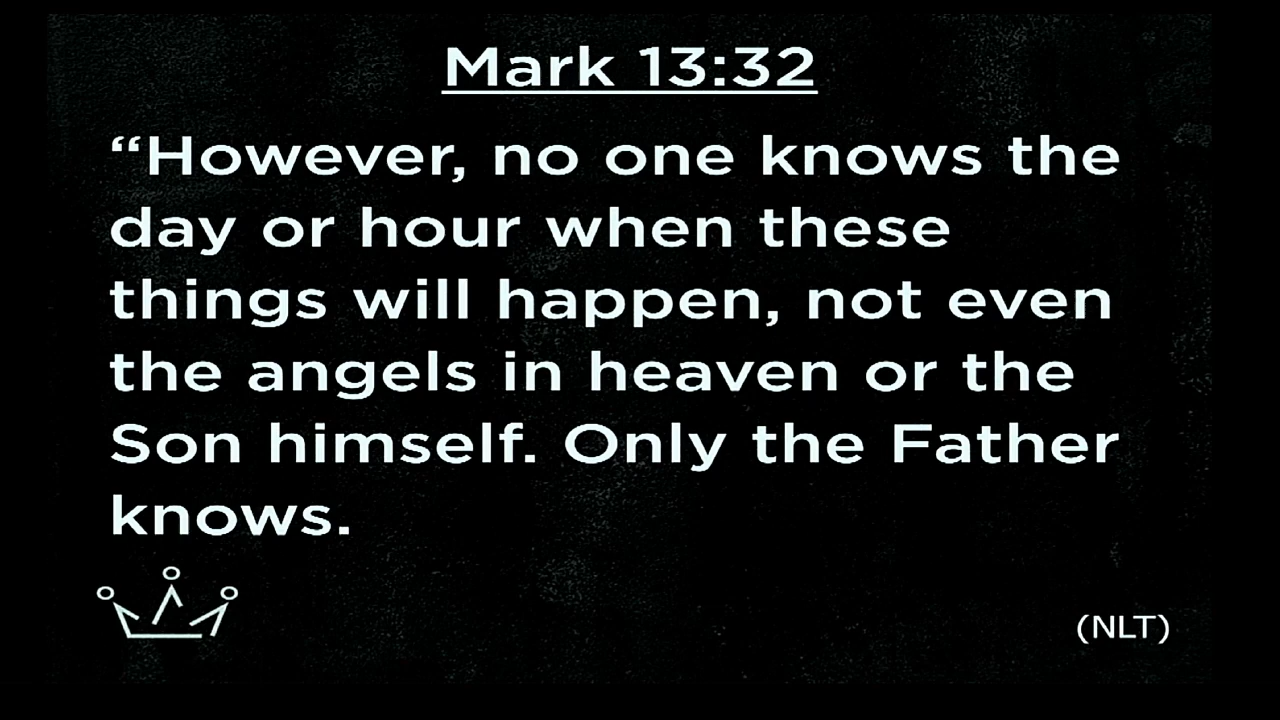 Mark 13:32
“However, no one knows the
day or hour when these
things will happen, not even
the angels in heaven or the
Son himself. Only the Father
knows.
(NLT)